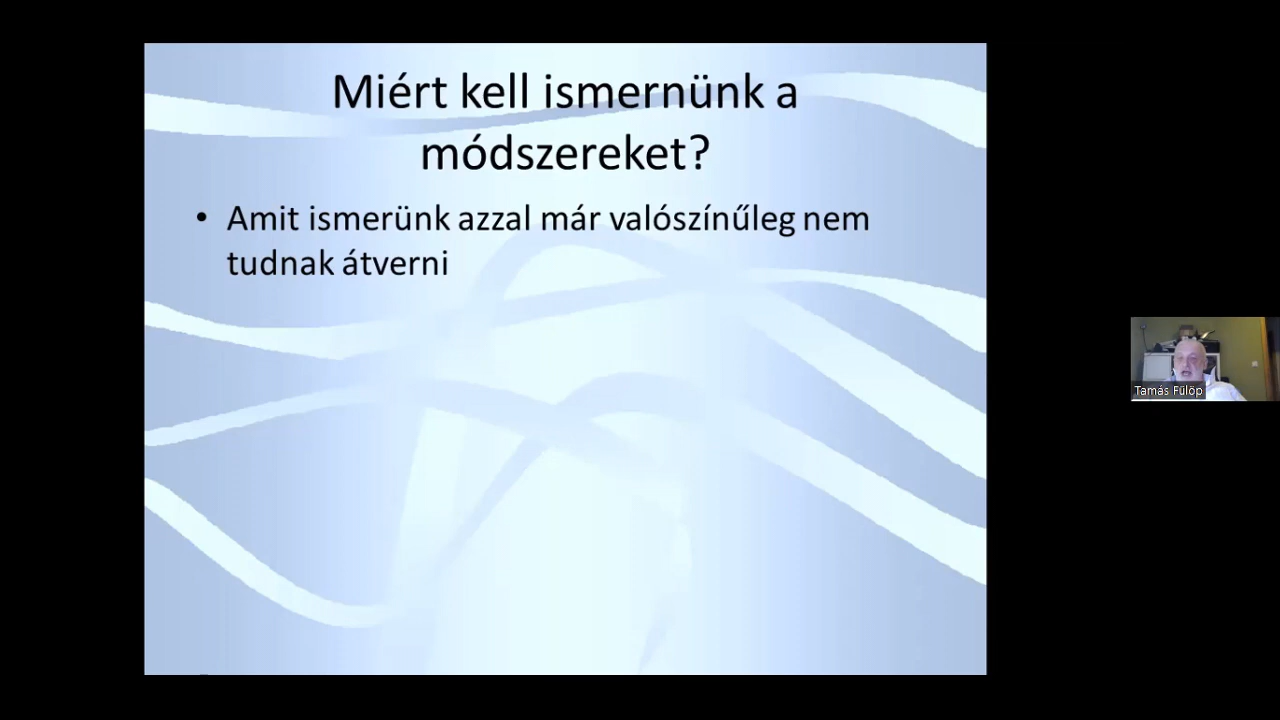 Miért kell ismernünk a
módszereket?
• Amit ismerünk azzal már valószínűleg nem
tudnak átverni
Tamás Fülöp